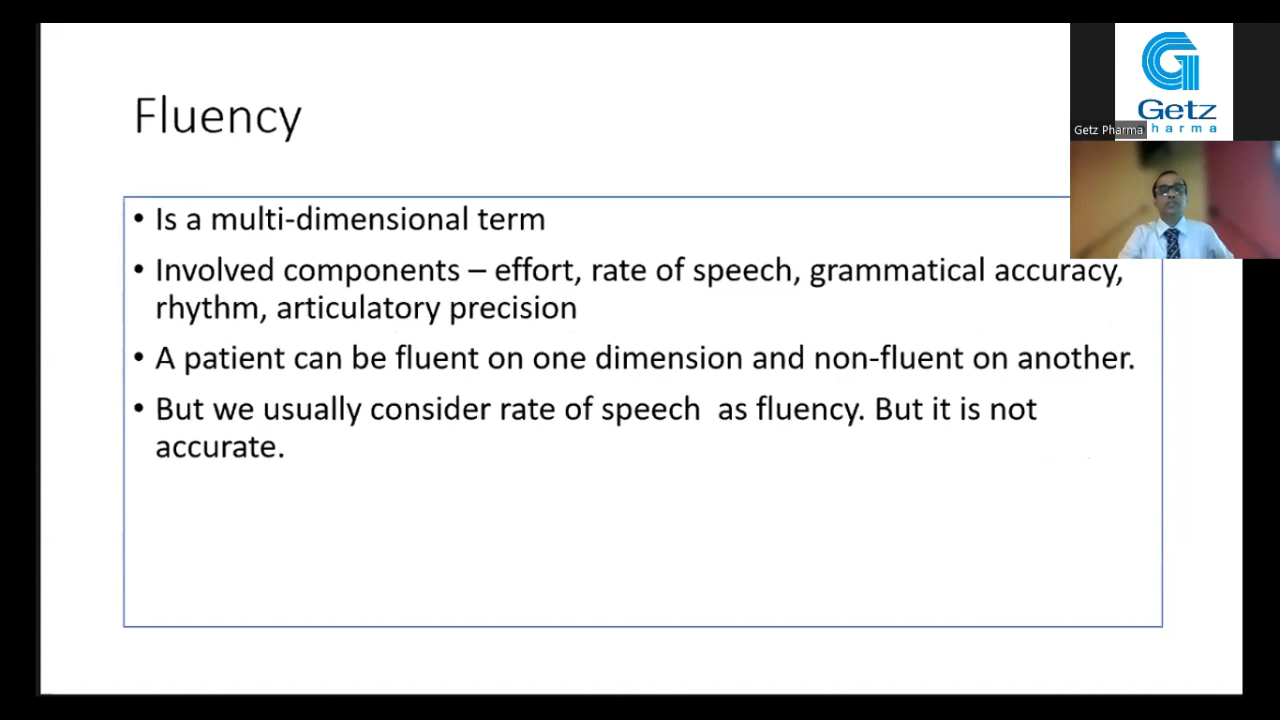 Fluency
• Is a multi-dimensional term
• Involved components – effort, rate of speech, grammatical accuracy,
rhythm, articulatory precision
• A patient can be fluent on one dimension and non-fluent on another.
• But we usually consider rate of speech  as fluency. But it is not
accurate.
Getz
harma
Getz Pharma